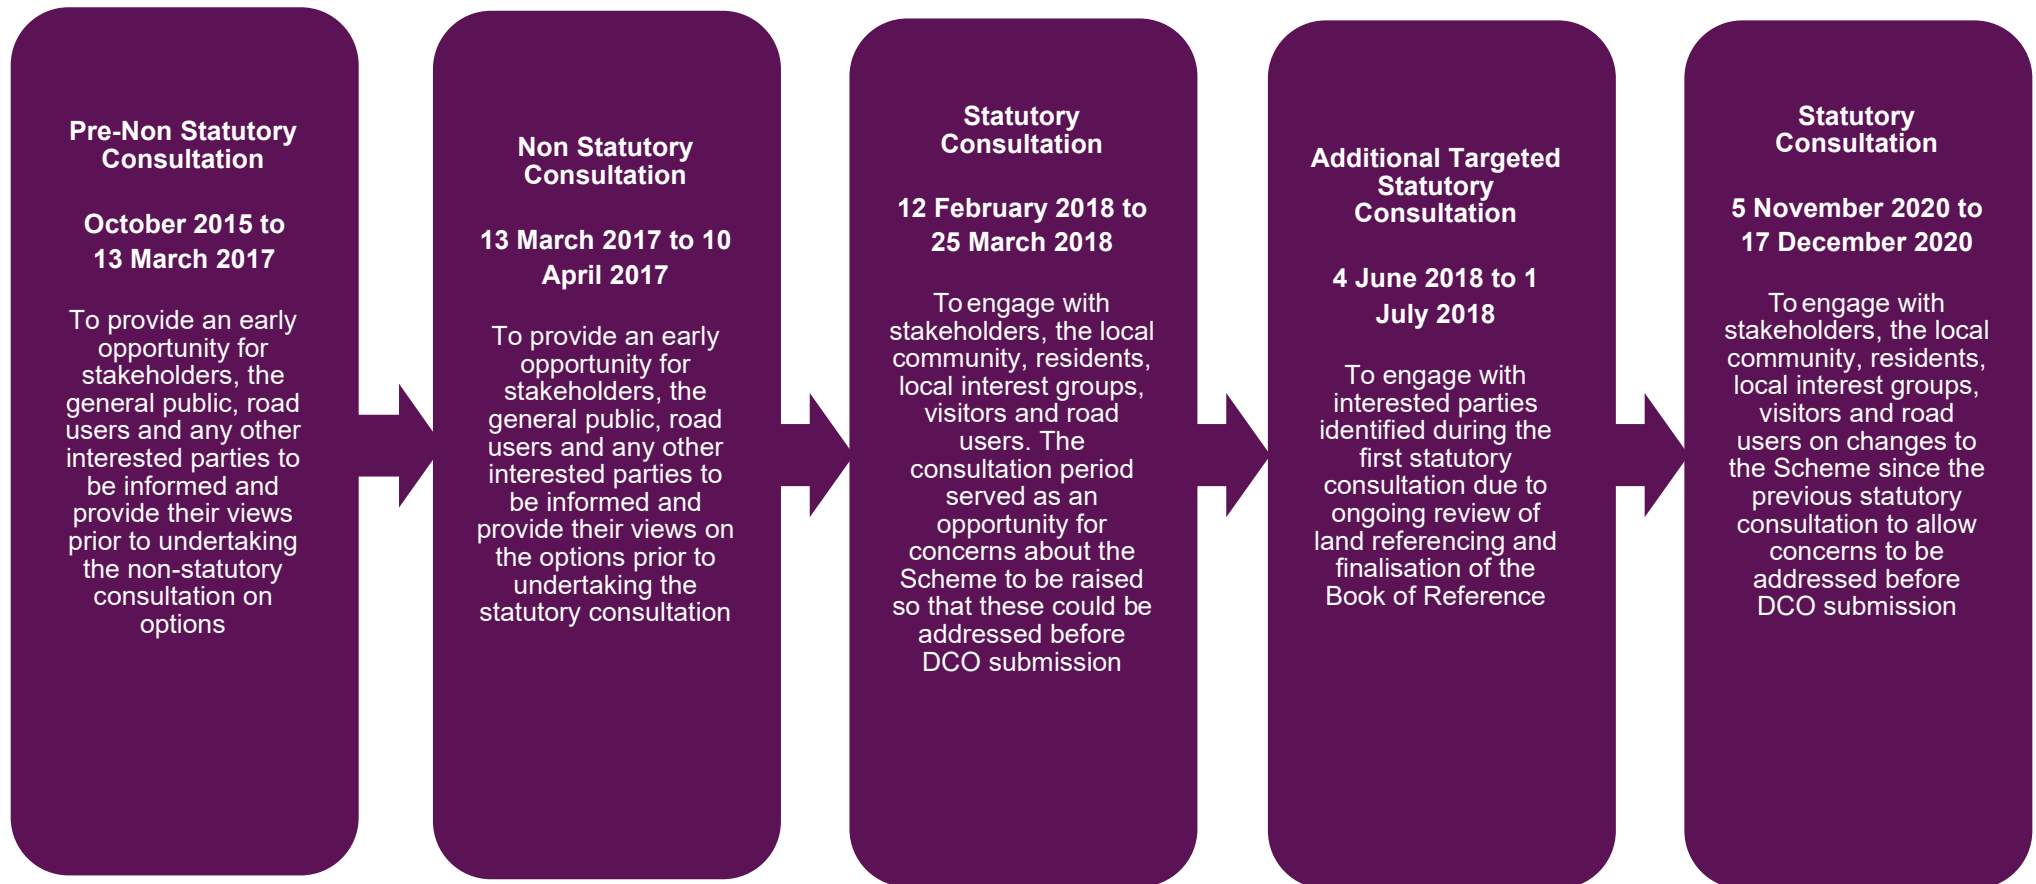 Pre-Non Statutory
Consultation
October 2015 to
13 March 2017
To provide an early
opportunity for
stakeholders, the
general public, road
users and any other
interested parties to
be informed and
provide their views
prior to undertaking
the non-statutory
consultation on
options
Non Statutory
Consultation
13 March 2017 to 10
April 2017
To provide an early
opportunity for
stakeholders, the
general public, road
users and any other
interested parties to
be informed and
provide their views on
the options prior to
undertaking the
statutory consultation
Statutory
Consultation
12 February 2018 to
25 March 2018
To engage with
stakeholders, the local
community, residents,
local interest groups,
visitors and road
users. The
consultation period
served as an
opportunity for
concerns about the
Scheme to be raised
so that these could be
addressed before
DCO submission
Additional Targeted
Statutory
Consultation
4 June 2018 to 1
July 2018
To engage with
interested parties
identified during the
first statutory
consultation due to
ongoing review of
land referencing and
finalisation of the
Book of Reference
Statutory
Consultation
5 November 2020 to
17 December 2020
To engage with
stakeholders, the local
community, residents,
local interest groups,
visitors and road
users on changes to
the Scheme since the
previous statutory
consultation to allow
concerns to be
addressed before
DCO submission